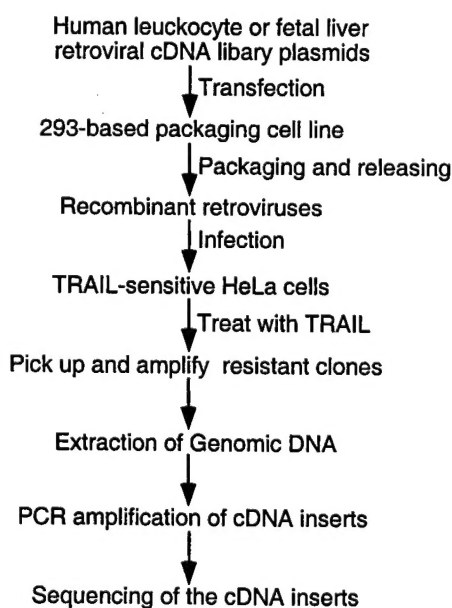 Human leuckocyte or fetal liver
retroviral cDNA libary plasmids
Transfection
293-based packaging cell line
Packaging and releasing
Recombinant retroviruses
Infection
TRAIL-sensitive HeLa cells
Treat with TRAIL
Pick up and amplify resistant clones
Extraction of Genomic DNA
PCR amplification of cDNA inserts
Sequencing of the cDNA inserts